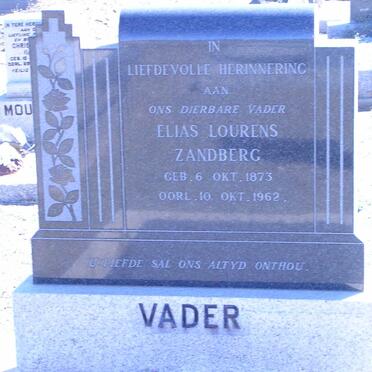 IN
LIEFDEVOLLE HERINNERING
AAN
ONS DIERBARE VADER
ELIAS LOURENS
ZANDBERG
GEB. 6. OKT. 1873
OORL. 10. OKT. 1962.
U LIEFDE SAL ONS ALTYD ONTHOU.
VADER
MOU